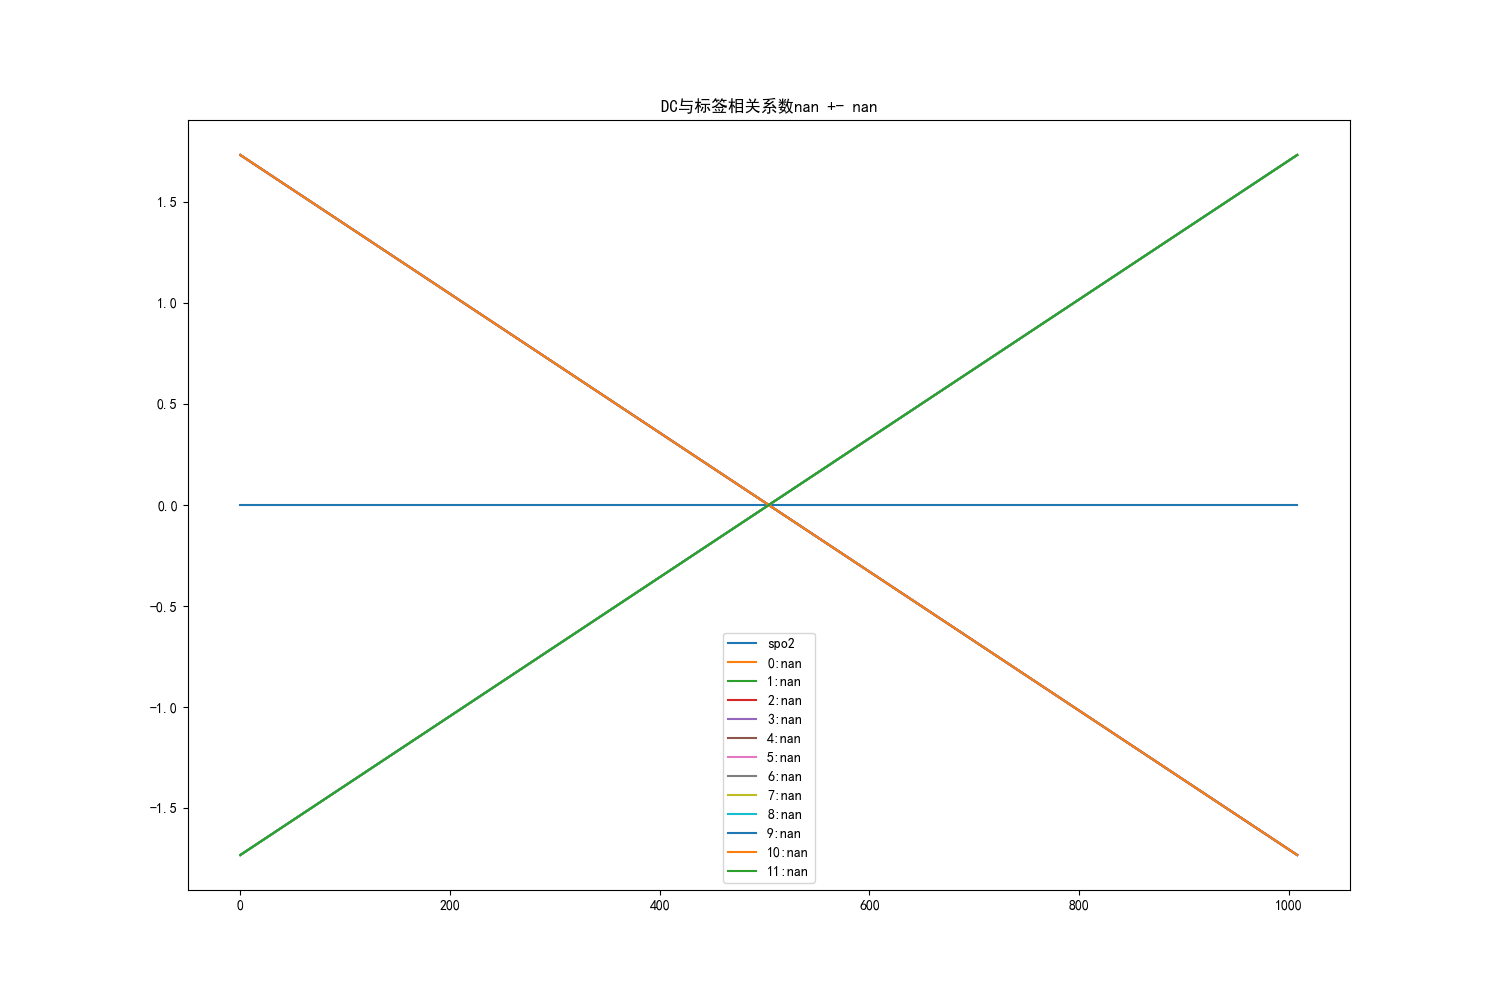 DC与标签相关系数nan +- nan
1.5
1.0
0.5
0.0
-0.5
-1.0
-1.5
spo2
0:nan
1:nan
2:nan
3:nan
4:nan
5:nan
6:nan
7:nan
8:nan
9:nan
10:nan
11:nan
0 200 400 600 800 1000